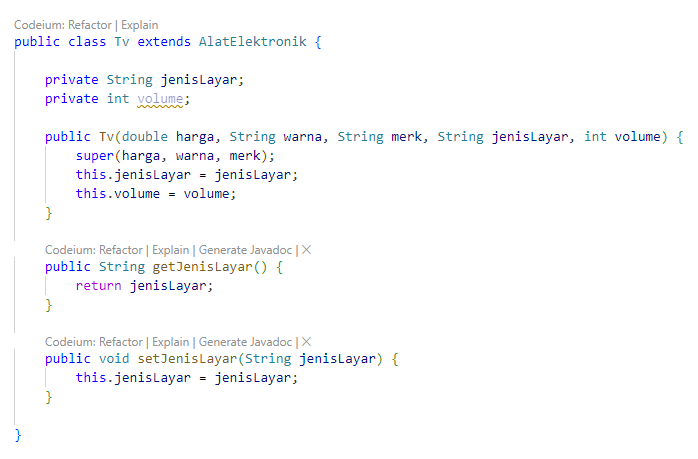 Codeium: Refactor | Explain
public class Tv extends AlatElektronik {
private String jenisLayar;
private int volume;
public Tv(double harga, String warna, String merk, String jenisLayar, int volume) {
super(harga, warna, merk);
this.jenisLayar = jenisLayar;
this.volume = volume;
}
Codeium: Refactor | Explain | Generate Javadoc | ✕
public String getJenisLayar() {
return jenisLayar;
}
Codeium: Refactor | Explain | Generate Javadoc | ✕
public void setJenisLayar(String jenisLayar) {
this.jenisLayar = jenisLayar;
}
}